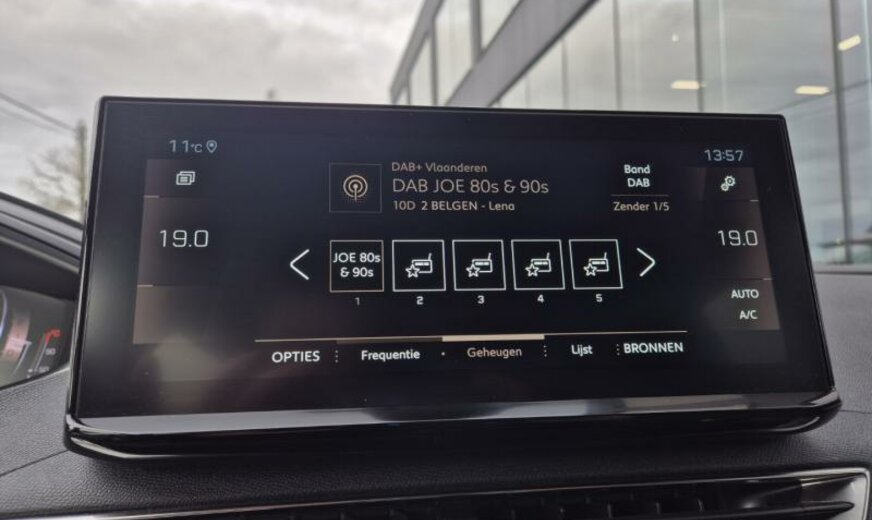 11°C
13:57
DAB+ Vlaanderen
DAB JOE 80s & 90s
10D 2 BELGEN - Lena
Band
DAB
Zender 1/5
19.0
19.0
JOE 80s
& 90s
1
2
3
4
5
AUTO
A/C
OPTIES
Frequentie
Geheugen
Lijst
BRONNEN